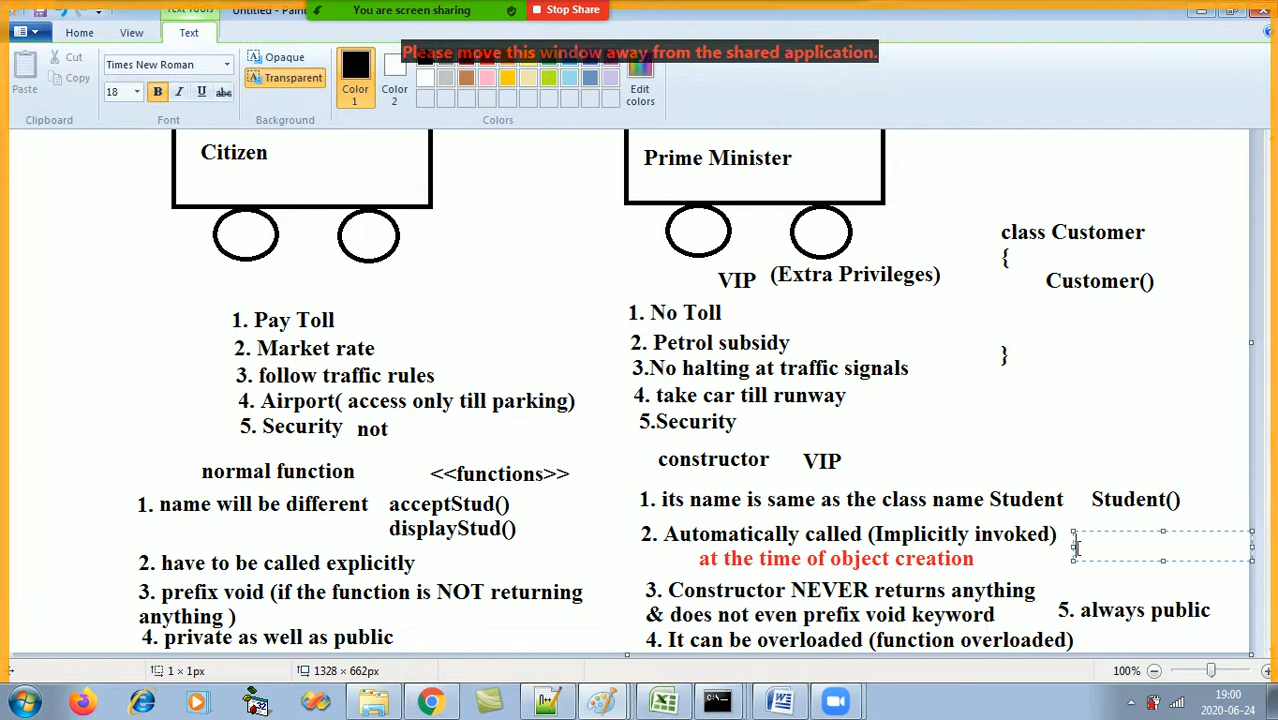 Text Tools
Untitled - Pain
You are screen sharing
Stop Share
Home
View
Text
Please move this window away from the shared application.
Cut
Copy
Paste
Times New Roman
18
B I U abc
Opaque
Transparent
Color 1
Color 2
Edit colors
Clipboard
Font
Background
Colors
Citizen
Prime Minister
class Customer
{
Customer()
}
VIP (Extra Privileges)
1. Pay Toll
2. Market rate
3. follow traffic rules
4. Airport( access only till parking)
5. Security not
1. No Toll
2. Petrol subsidy
3.No halting at traffic signals
4. take car till runway
5.Security
normal function <<functions>>
1. name will be different acceptStud()
displayStud()
2. have to be called explicitly
3. prefix void (if the function is NOT returning
anything )
4. private as well as public
constructor VIP
1. its name is same as the class name Student Student()
2. Automatically called (Implicitly invoked)
at the time of object creation
3. Constructor NEVER returns anything
& does not even prefix void keyword
5. always public
4. It can be overloaded (function overloaded)
1 × 1px
1328 × 662px
100%
32
19:00
2020-06-24